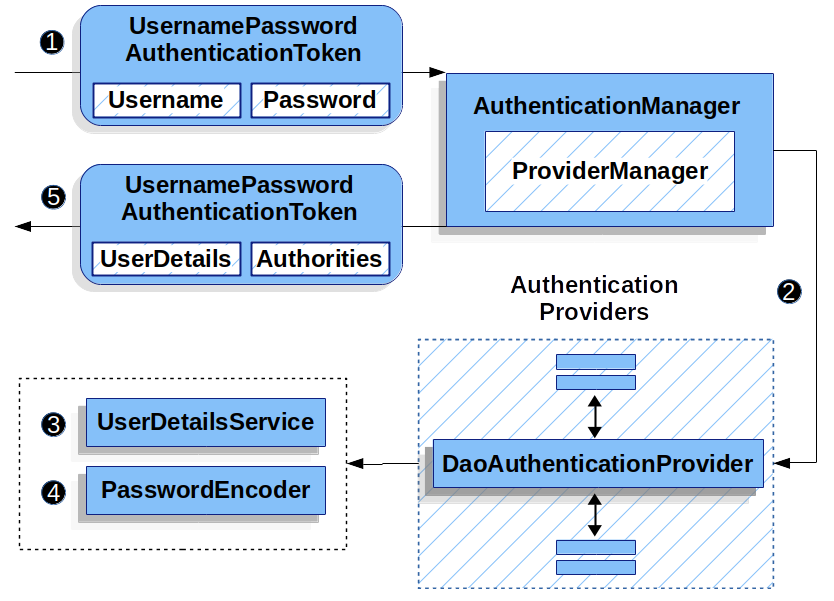 1
UsernamePassword
AuthenticationToken
Username
Password
AuthenticationManager
ProviderManager
5
UsernamePassword
AuthenticationToken
UserDetails
Authorities
2
Authentication
Providers
3
UserDetailsService
DaoAuthenticationProvider
4
PasswordEncoder